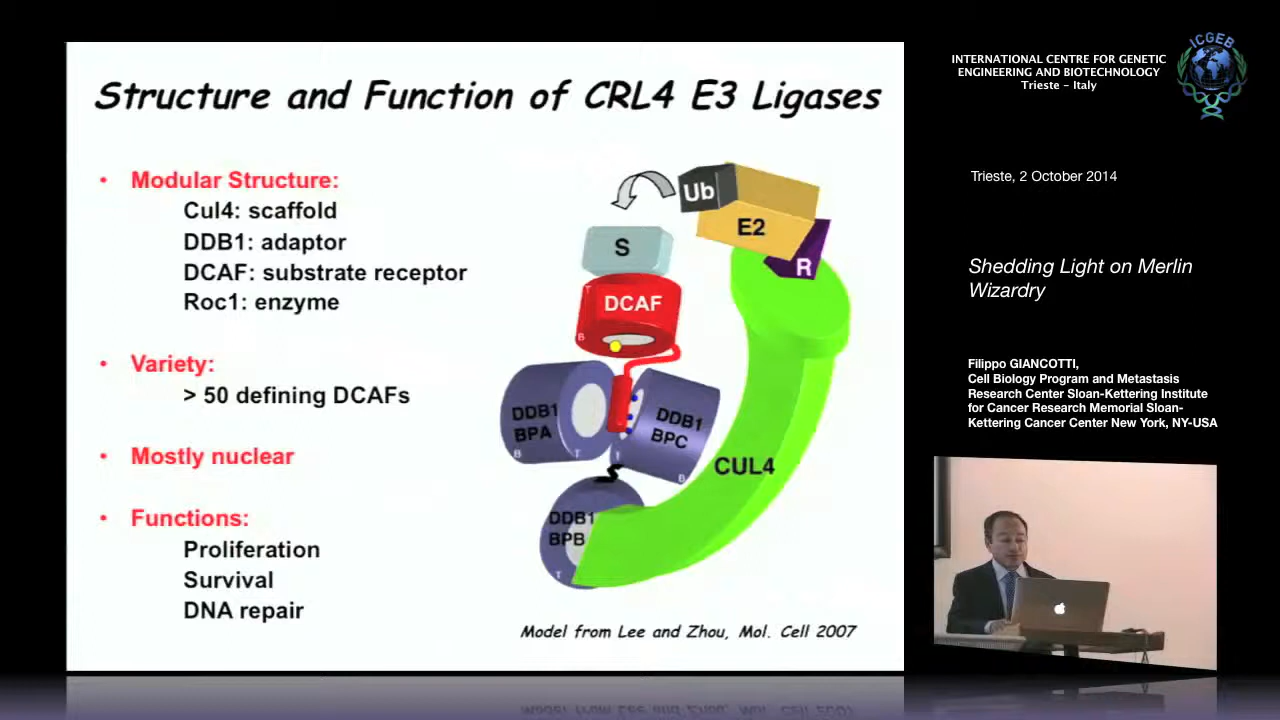 Structure and Function of CRL4 E3 Ligases
• Modular Structure:
Cul4: scaffold
DDB1: adaptor
DCAF: substrate receptor
Roc1: enzyme
• Variety:
> 50 defining DCAFs
• Mostly nuclear
• Functions:
Proliferation
Survival
DNA repair
Ub
E2
R
S
T
DCAF
B
DDB1
BPA
B
T
DDB1
BPC
T
B
CUL4
DDB1
BPB
T
Model from Lee and Zhou, Mol. Cell 2007
INTERNATIONAL CENTRE FOR GENETIC
ENGINEERING AND BIOTECHNOLOGY
Trieste - Italy
ICGEB
Trieste, 2 October 2014
Shedding Light on Merlin
Wizardry
Filippo GIANCOTTI,
Cell Biology Program and Metastasis
Research Center Sloan-Kettering Institute
for Cancer Research Memorial Sloan-
Kettering Cancer Center New York, NY-USA